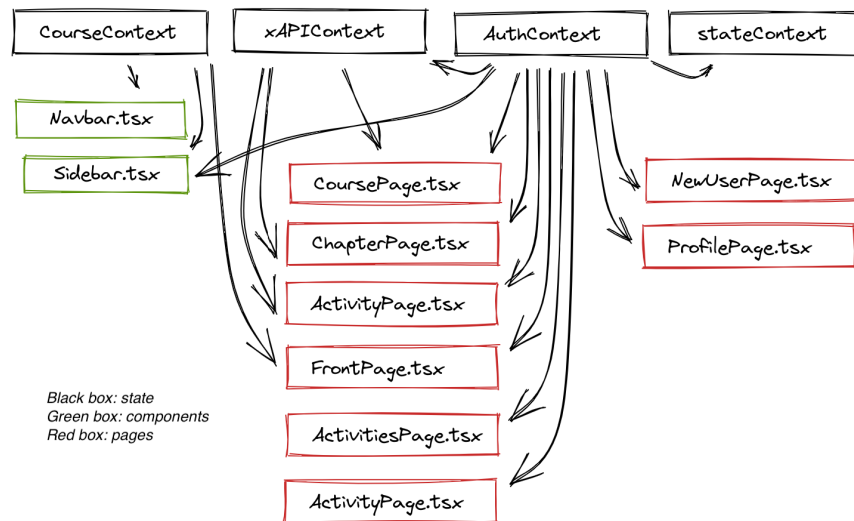 CourseContext
xAPIContext
AuthContext
stateContext
Navbar.tsx
Sidebar.tsx
CoursePage.tsx
NewUserPage.tsx
ChapterPage.tsx
ProfilePage.tsx
ActivityPage.tsx
FrontPage.tsx
Black box: state
Green box: components
Red box: pages
ActivitiesPage.tsx
ActivityPage.tsx